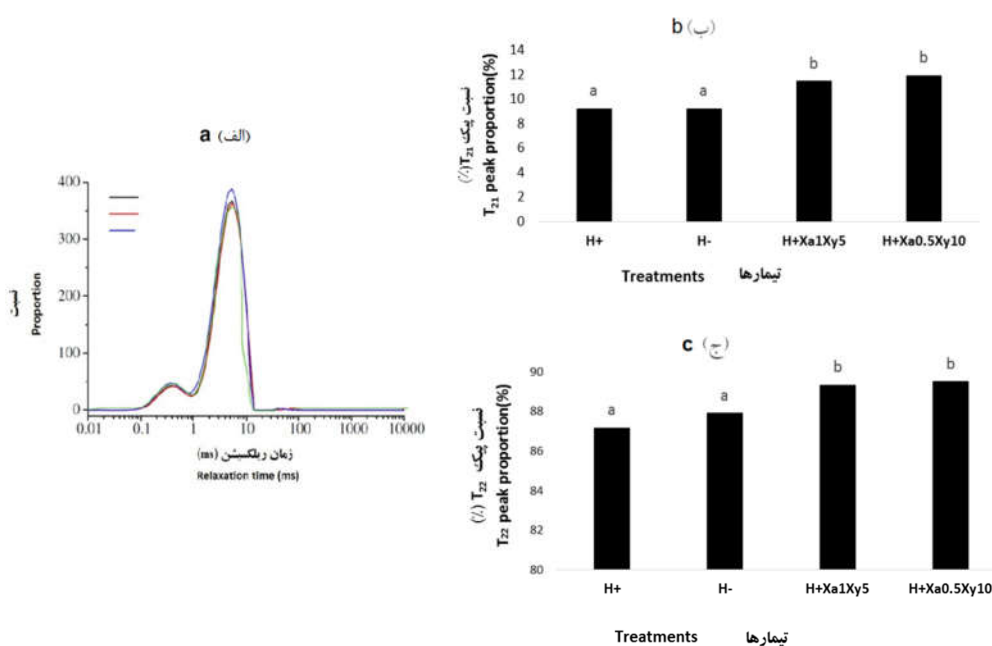 a (الف)
400
300
200
100
0
0.01 0.1 1 10 100 1000 10000
نسبت
Proportion
زمان ریلکسیشن (ms)
Relaxation time (ms)
b (ب)
14
12
10
8
6
4
2
0
نسبت پیک T₂₁(٪)
T₂₁ peak proportion(%)
a a b b
H+ H- H+Xa1Xy5 H+Xa0.5Xy10
Treatments تیمارها
c (ج)
90
88
86
84
82
80
نسبت پیک T₂₂ (٪)
T₂₂ peak proportion(%)
a a b b
H+ H- H+Xa1Xy5 H+Xa0.5Xy10
Treatments تیمارها